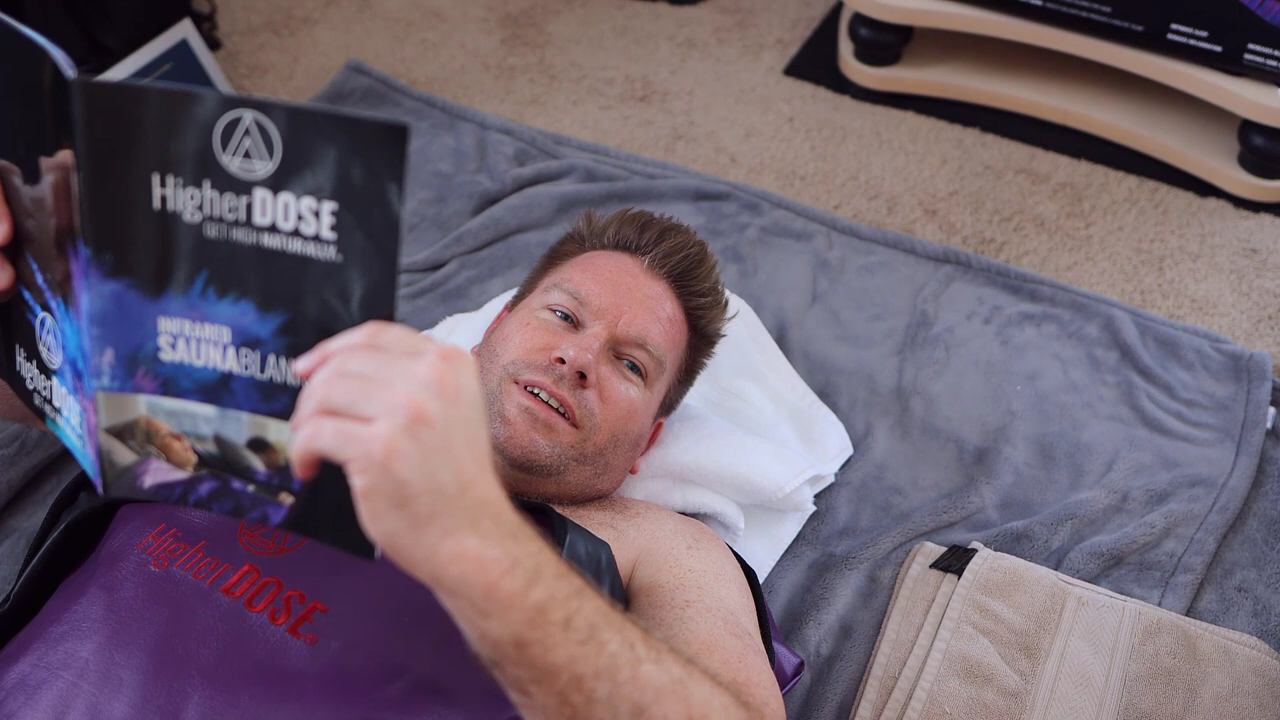 HigherDOSE
GET HIGH NATURALLY.
INFRARED
SAUNABLAN
HigherDOSE
HigherDOSE